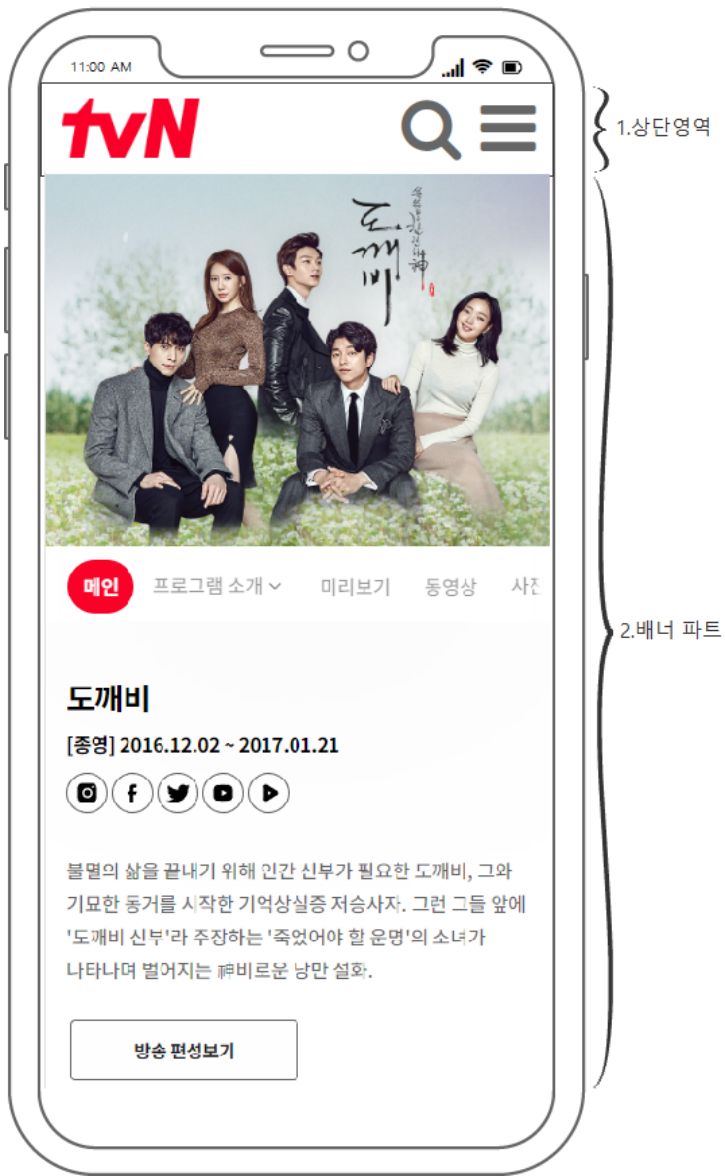 11:00 AM
tvN
1.상단영역
도깨비
메인 프로그램 소개 미리보기 동영상 사진
2.배너 파트
도깨비
[종영] 2016.12.02 ~ 2017.01.21
불멸의 삶을 끝내기 위해 인간 신부가 필요한 도깨비, 그와
기묘한 동거를 시작한 기억상실증 저승사자. 그런 그들 앞에
'도깨비 신부'라 주장하는 '죽었어야 할 운명'의 소녀가
나타나며 벌어지는 神비로운 낭만 설화.
방송 편성보기